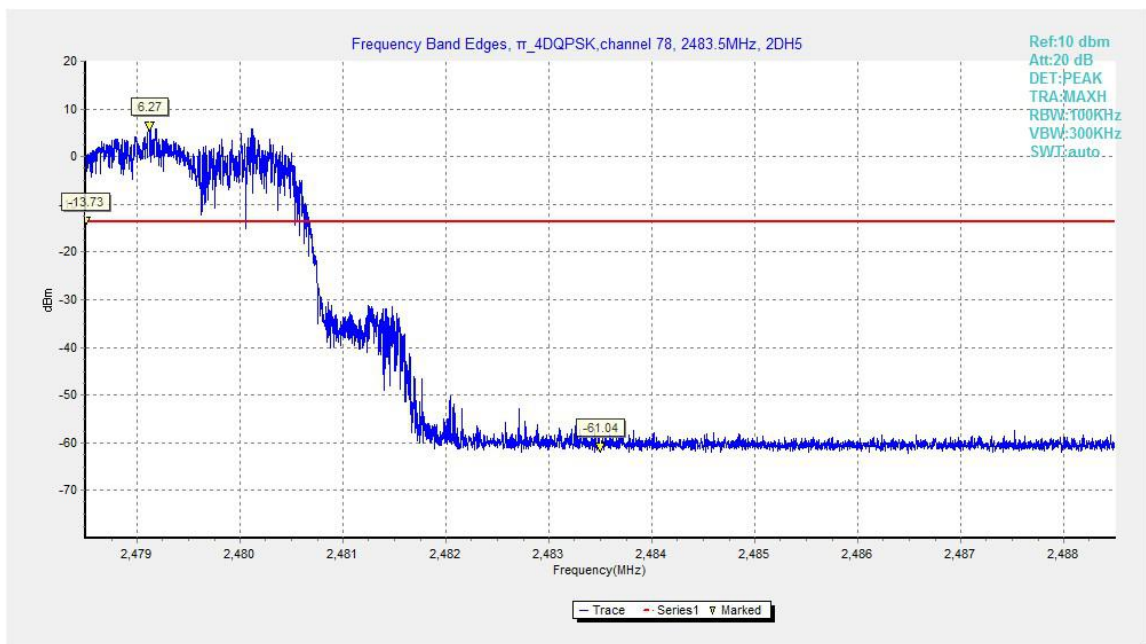 Frequency Band Edges, π_4DQPSK,channel 78, 2483.5MHz, 2DH5
Ref:10 dbm
Att:20 dB
DET:PEAK
TRA:MAXH
RBW:100KHz
VBW:300KHz
SWT:auto
20
10
0
-20
-30
-40
-50
-60
-70
dBm
6.27
-13.73
-61.04
2,479 2,480 2,481 2,482 2,483 2,484 2,485 2,486 2,487 2,488
Frequency(MHz)
Trace Series1 Marked